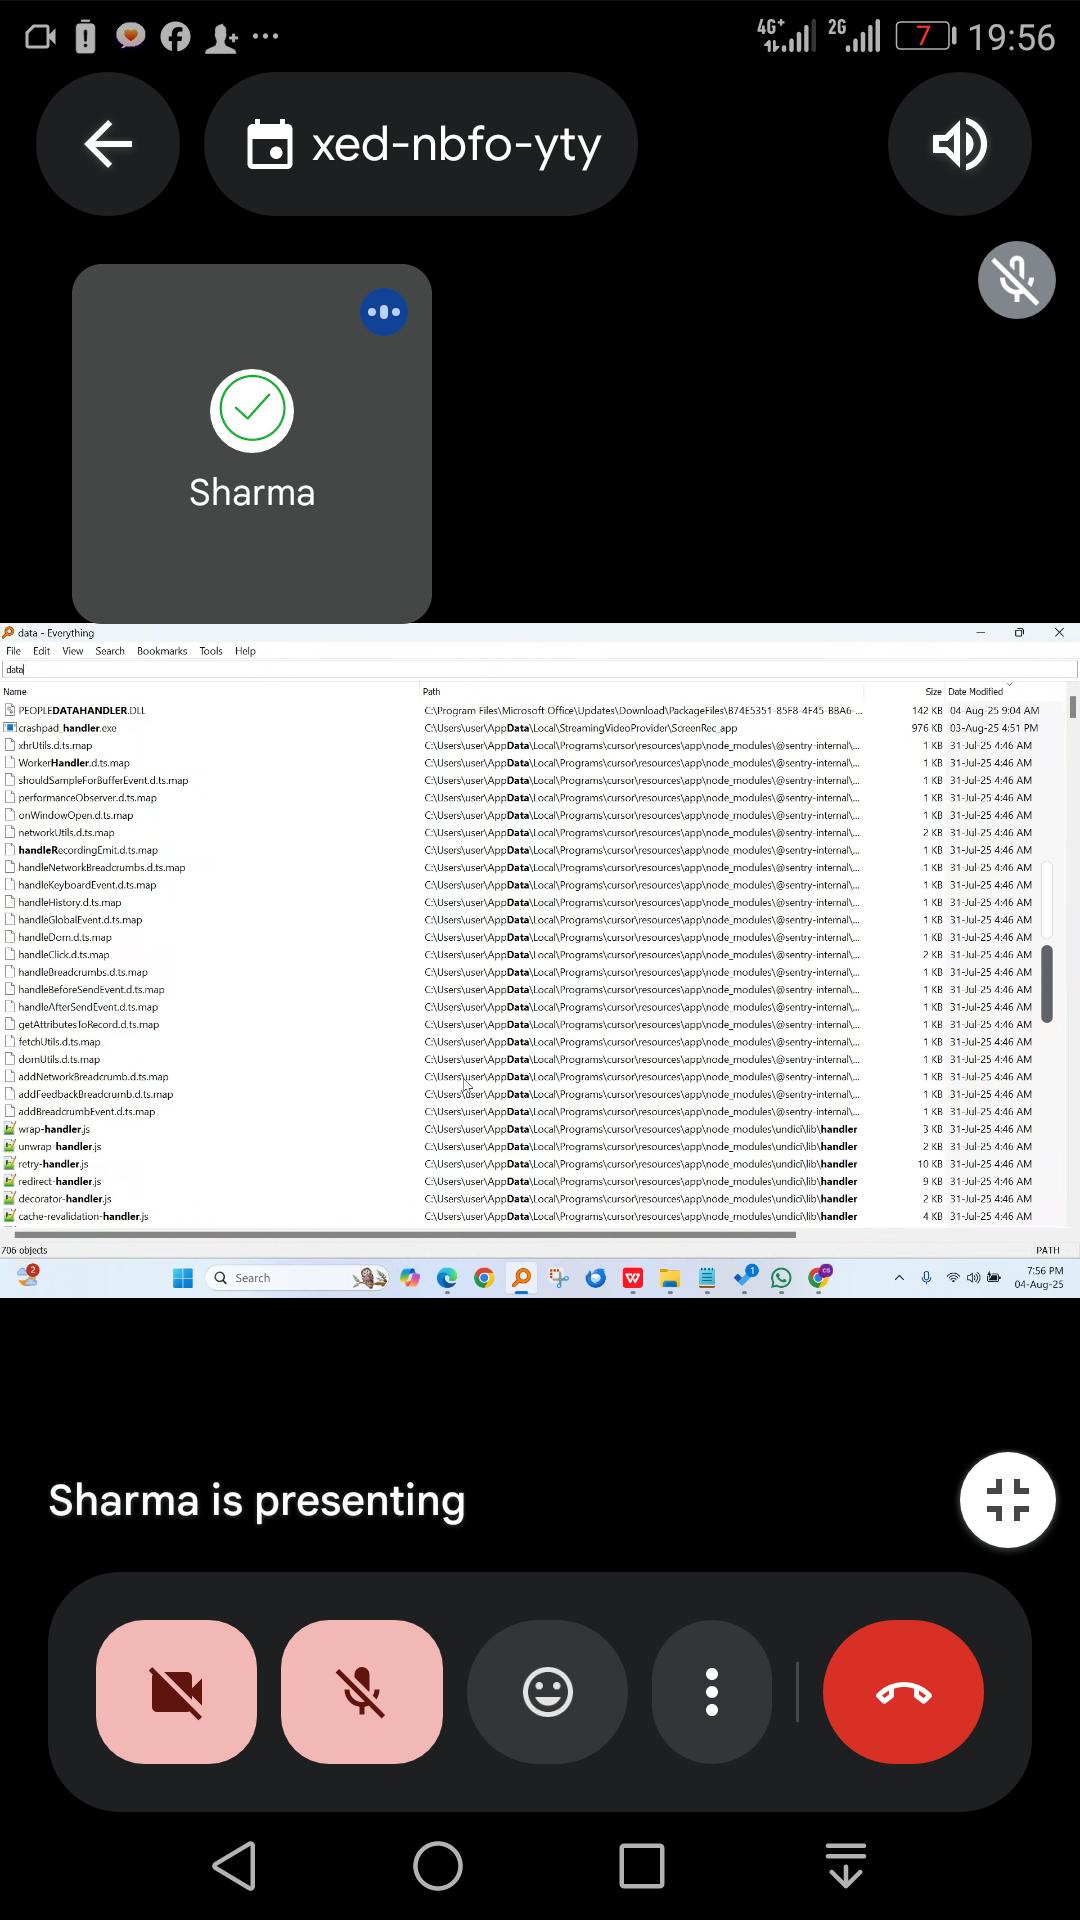 4G+ 2G 7 19:56
xed-nbfo-yty
Sharma
data - Everything
File Edit View Search Bookmarks Tools Help
data
Name Path Size Date Modified
PEOPLEDATAHANDLER.DLL C:\Program Files\Microsoft Office\Updates\Download\PackageFiles\B74E5351-85F8-4F45-BBA6-... 142 KB 04-Aug-25 9:04 AM
crashpad_handler.exe C:\Users\user\AppData\Local\StreamingVideoProvider\ScreenRec_app 976 KB 03-Aug-25 4:51 PM
xhrUtils.d.ts.map C:\Users\user\AppData\Local\Programs\cursor\resources\app\node_modules\@sentry-internal\... 1 KB 31-Jul-25 4:46 AM
WorkerHandler.d.ts.map C:\Users\user\AppData\Local\Programs\cursor\resources\app\node_modules\@sentry-internal\... 1 KB 31-Jul-25 4:46 AM
shouldSampleForBufferEvent.d.ts.map C:\Users\user\AppData\Local\Programs\cursor\resources\app\node_modules\@sentry-internal\... 1 KB 31-Jul-25 4:46 AM
performanceObserver.d.ts.map C:\Users\user\AppData\Local\Programs\cursor\resources\app\node_modules\@sentry-internal\... 1 KB 31-Jul-25 4:46 AM
onWindowOpen.d.ts.map C:\Users\user\AppData\Local\Programs\cursor\resources\app\node_modules\@sentry-internal\... 1 KB 31-Jul-25 4:46 AM
networkUtils.d.ts.map C:\Users\user\AppData\Local\Programs\cursor\resources\app\node_modules\@sentry-internal\... 2 KB 31-Jul-25 4:46 AM
handleRecordingEmit.d.ts.map C:\Users\user\AppData\Local\Programs\cursor\resources\app\node_modules\@sentry-internal\... 1 KB 31-Jul-25 4:46 AM
handleNetworkBreadcrumbs.d.ts.map C:\Users\user\AppData\Local\Programs\cursor\resources\app\node_modules\@sentry-internal\... 1 KB 31-Jul-25 4:46 AM
handleKeyboardEvent.d.ts.map C:\Users\user\AppData\Local\Programs\cursor\resources\app\node_modules\@sentry-internal\... 1 KB 31-Jul-25 4:46 AM
handleHistory.d.ts.map C:\Users\user\AppData\Local\Programs\cursor\resources\app\node_modules\@sentry-internal\... 1 KB 31-Jul-25 4:46 AM
handleGlobalEvent.d.ts.map C:\Users\user\AppData\Local\Programs\cursor\resources\app\node_modules\@sentry-internal\... 1 KB 31-Jul-25 4:46 AM
handleDom.d.ts.map C:\Users\user\AppData\Local\Programs\cursor\resources\app\node_modules\@sentry-internal\... 1 KB 31-Jul-25 4:46 AM
handleClick.d.ts.map C:\Users\user\AppData\Local\Programs\cursor\resources\app\node_modules\@sentry-internal\... 2 KB 31-Jul-25 4:46 AM
handleBreadcrumbs.d.ts.map C:\Users\user\AppData\Local\Programs\cursor\resources\app\node_modules\@sentry-internal\... 1 KB 31-Jul-25 4:46 AM
handleBeforeSendEvent.d.ts.map C:\Users\user\AppData\Local\Programs\cursor\resources\app\node_modules\@sentry-internal\... 1 KB 31-Jul-25 4:46 AM
handleAfterSendEvent.d.ts.map C:\Users\user\AppData\Local\Programs\cursor\resources\app\node_modules\@sentry-internal\... 1 KB 31-Jul-25 4:46 AM
getAttributesToRecord.d.ts.map C:\Users\user\AppData\Local\Programs\cursor\resources\app\node_modules\@sentry-internal\... 1 KB 31-Jul-25 4:46 AM
fetchUtils.d.ts.map C:\Users\user\AppData\Local\Programs\cursor\resources\app\node_modules\@sentry-internal\... 1 KB 31-Jul-25 4:46 AM
domUtils.d.ts.map C:\Users\user\AppData\Local\Programs\cursor\resources\app\node_modules\@sentry-internal\... 1 KB 31-Jul-25 4:46 AM
addNetworkBreadcrumb.d.ts.map C:\Users\user\AppData\Local\Programs\cursor\resources\app\node_modules\@sentry-internal\... 1 KB 31-Jul-25 4:46 AM
addFeedbackBreadcrumb.d.ts.map C:\Users\user\AppData\Local\Programs\cursor\resources\app\node_modules\@sentry-internal\... 1 KB 31-Jul-25 4:46 AM
addBreadcrumbEvent.d.ts.map C:\Users\user\AppData\Local\Programs\cursor\resources\app\node_modules\@sentry-internal\... 1 KB 31-Jul-25 4:46 AM
wrap-handler.js C:\Users\user\AppData\Local\Programs\cursor\resources\app\node_modules\undici\lib\handler 3 KB 31-Jul-25 4:46 AM
unwrap-handler.js C:\Users\user\AppData\Local\Programs\cursor\resources\app\node_modules\undici\lib\handler 2 KB 31-Jul-25 4:46 AM
retry-handler.js C:\Users\user\AppData\Local\Programs\cursor\resources\app\node_modules\undici\lib\handler 10 KB 31-Jul-25 4:46 AM
redirect-handler.js C:\Users\user\AppData\Local\Programs\cursor\resources\app\node_modules\undici\lib\handler 9 KB 31-Jul-25 4:46 AM
decorator-handler.js C:\Users\user\AppData\Local\Programs\cursor\resources\app\node_modules\undici\lib\handler 2 KB 31-Jul-25 4:46 AM
cache-revalidation-handler.js C:\Users\user\AppData\Local\Programs\cursor\resources\app\node_modules\undici\lib\handler 4 KB 31-Jul-25 4:46 AM
706 objects PATH
2 Search 1 CS 7:56 PM
04-Aug-25
Sharma is presenting